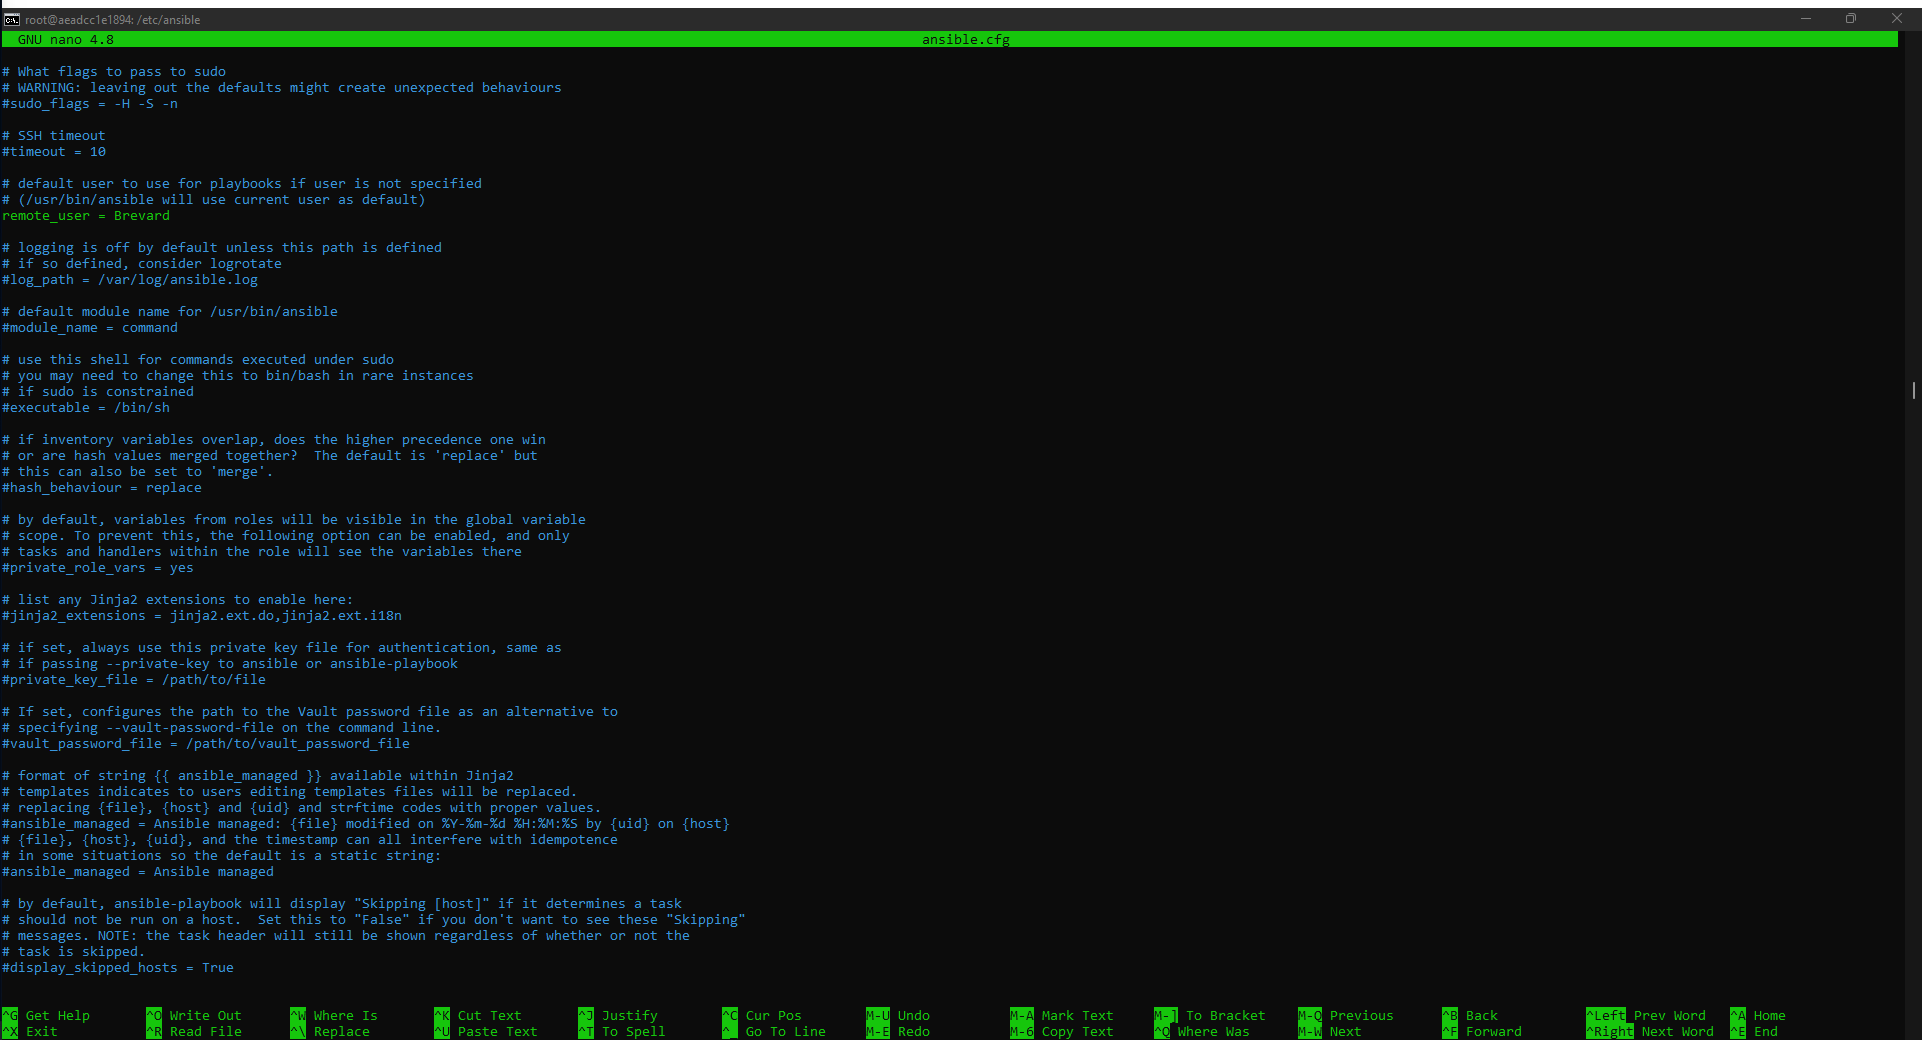 root@aeadcc1e1894: /etc/ansible
GNU nano 4.8 ansible.cfg
# What flags to pass to sudo
# WARNING: leaving out the defaults might create unexpected behaviours
#sudo_flags = -H -S -n
# SSH timeout
#timeout = 10
# default user to use for playbooks if user is not specified
# (/usr/bin/ansible will use current user as default)
remote_user = Brevard
# logging is off by default unless this path is defined
# if so defined, consider logrotate
#log_path = /var/log/ansible.log
# default module name for /usr/bin/ansible
#module_name = command
# use this shell for commands executed under sudo
# you may need to change this to bin/bash in rare instances
# if sudo is constrained
#executable = /bin/sh
# if inventory variables overlap, does the higher precedence one win
# or are hash values merged together?  The default is 'replace' but
# this can also be set to 'merge'.
#hash_behaviour = replace
# by default, variables from roles will be visible in the global variable
# scope. To prevent this, the following option can be enabled, and only
# tasks and handlers within the role will see the variables there
#private_role_vars = yes
# list any Jinja2 extensions to enable here:
#jinja2_extensions = jinja2.ext.do,jinja2.ext.i18n
# if set, always use this private key file for authentication, same as
# if passing --private-key to ansible or ansible-playbook
#private_key_file = /path/to/file
# If set, configures the path to the Vault password file as an alternative to
# specifying --vault-password-file on the command line.
#vault_password_file = /path/to/vault_password_file
# format of string {{ ansible_managed }} available within Jinja2
# templates indicates to users editing templates files will be replaced.
# replacing {file}, {host} and {uid} and strftime codes with proper values.
#ansible_managed = Ansible managed: {file} modified on %Y-%m-%d %H:%M:%S by {uid} on {host}
# {file}, {host}, {uid}, and the timestamp can all interfere with idempotence
# in some situations so the default is a static string:
#ansible_managed = Ansible managed
# by default, ansible-playbook will display "Skipping [host]" if it determines a task
# should not be run on a host.  Set this to "False" if you don't want to see these "Skipping"
# messages. NOTE: the task header will still be shown regardless of whether or not the
# task is skipped.
#display_skipped_hosts = True
^G Get Help ^O Write Out ^W Where Is ^K Cut Text ^J Justify ^C Cur Pos M-U Undo M-A Mark Text M-] To Bracket M-Q Previous ^B Back ^Left Prev Word ^A Home
^X Exit ^R Read File ^\ Replace ^U Paste Text ^T To Spell ^_ Go To Line M-E Redo M-6 Copy Text ^Q Where Was M-W Next ^F Forward ^Right Next Word ^E End